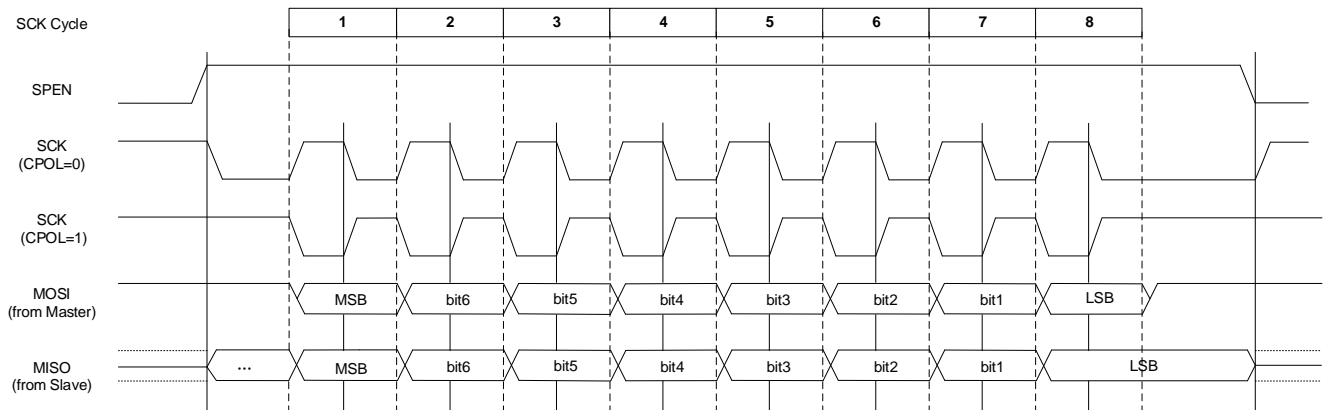 SCK Cycle 1 2 3 4 5 6 7 8
SPEN
SCK
(CPOL=0)
SCK
(CPOL=1)
MOSI
(from Master)
MSB bit6 bit5 bit4 bit3 bit2 bit1 LSB
MISO
(from Slave)
... MSB bit6 bit5 bit4 bit3 bit2 bit1 LSB